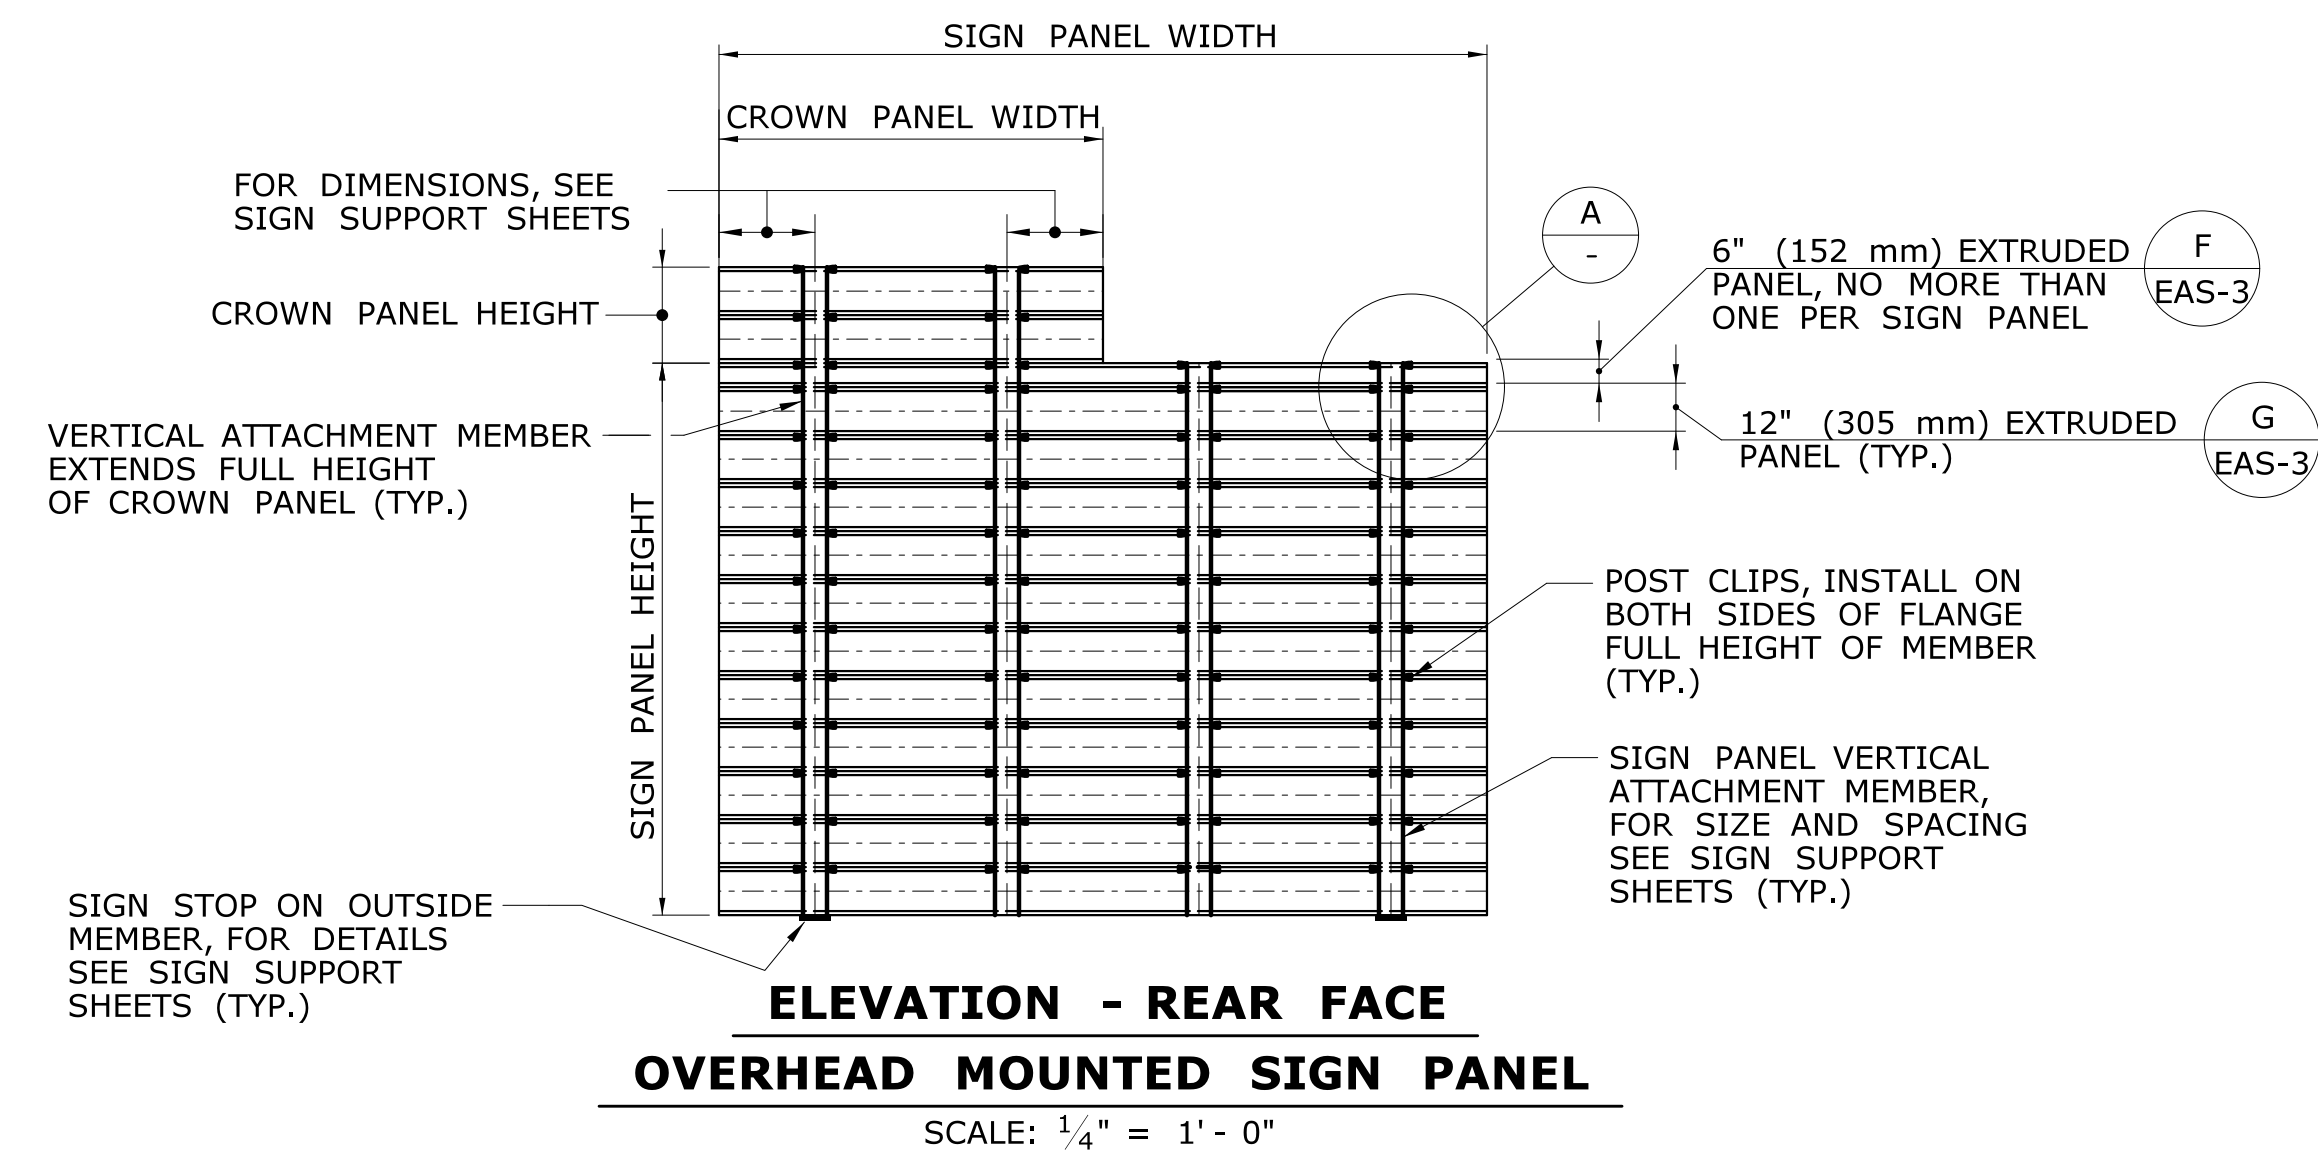 SIGN PANEL WIDTH
CROWN PANEL WIDTH
FOR DIMENSIONS, SEE
SIGN SUPPORT SHEETS
CROWN PANEL HEIGHT
A
-
6" (152 mm) EXTRUDED
PANEL, NO MORE THAN
ONE PER SIGN PANEL
F
EAS-3
12" (305 mm) EXTRUDED
PANEL (TYP.)
G
EAS-3
VERTICAL ATTACHMENT MEMBER
EXTENDS FULL HEIGHT
OF CROWN PANEL (TYP.)
SIGN PANEL HEIGHT
POST CLIPS, INSTALL ON
BOTH SIDES OF FLANGE
FULL HEIGHT OF MEMBER
(TYP.)
SIGN PANEL VERTICAL
ATTACHMENT MEMBER,
FOR SIZE AND SPACING
SEE SIGN SUPPORT
SHEETS (TYP.)
SIGN STOP ON OUTSIDE
MEMBER, FOR DETAILS
SEE SIGN SUPPORT
SHEETS (TYP.)
ELEVATION - REAR FACE
OVERHEAD MOUNTED SIGN PANEL
SCALE: 1/4" = 1'- 0"